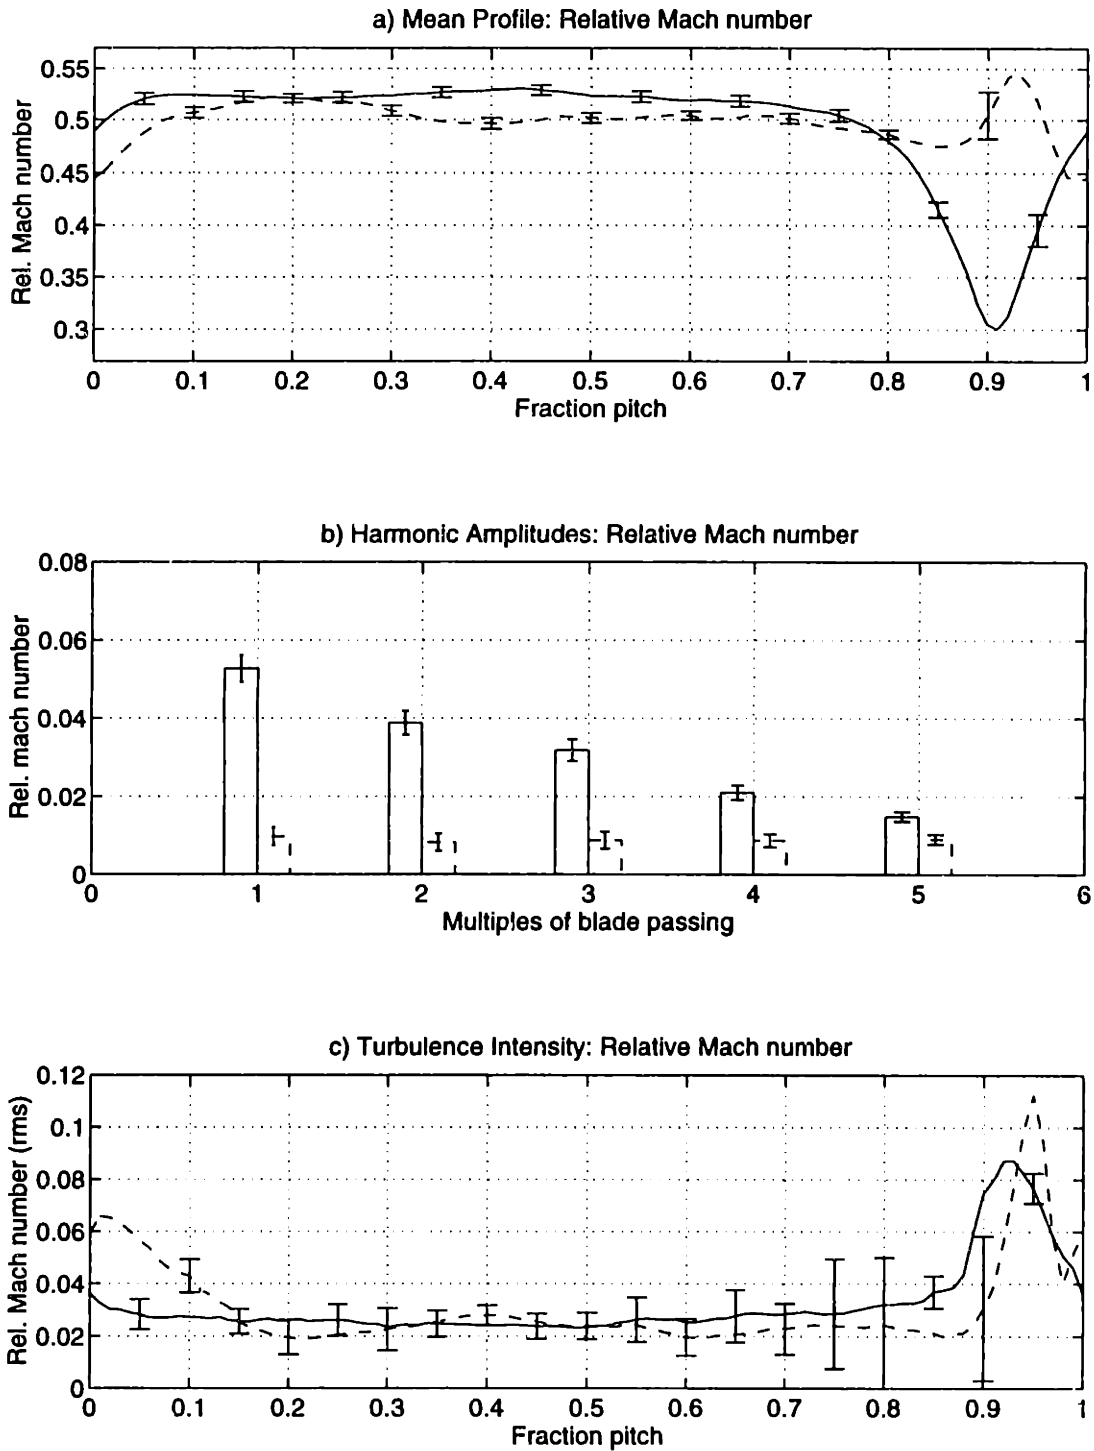 a) Mean Profile: Relative Mach number
Rel. Mach number
0.55
0.5
0.45
0.4
0.35
0.3
0 0.1 0.2 0.3 0.4 0.5 0.6 0.7 0.8 0.9 1
Fraction pitch
b) Harmonic Amplitudes: Relative Mach number
Rel. mach number
0.08
0.06
0.04
0.02
0
0 1 2 3 4 5 6
Multiples of blade passing
c) Turbulence Intensity: Relative Mach number
Rel. Mach number (rms)
0.12
0.1
0.08
0.06
0.04
0.02
0
0 0.1 0.2 0.3 0.4 0.5 0.6 0.7 0.8 0.9 1
Fraction pitch